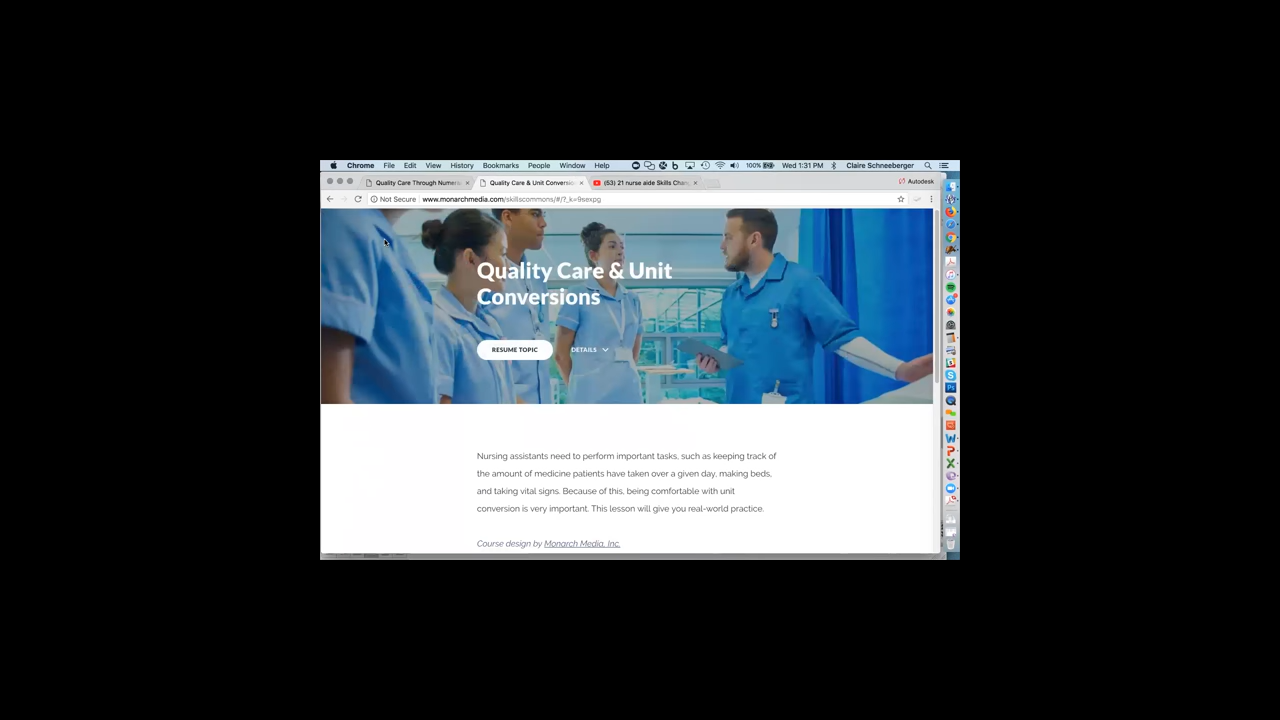 Chrome File Edit View History Bookmarks People Window Help 100% Wed 1:31 PM Claire Schneeberger
Quality Care Through Numera Quality Care & Unit Conversio (53) 21 nurse aide Skills Chan Autodesk
Not Secure www.monarchmedia.com/skillscommons/#/?_k=9sexpg
Quality Care & Unit
Conversions
RESUME TOPIC DETAILS
Nursing assistants need to perform important tasks, such as keeping track of
the amount of medicine patients have taken over a given day, making beds,
and taking vital signs. Because of this, being comfortable with unit
conversion is very important. This lesson will give you real-world practice.
Course design by Monarch Media, Inc.